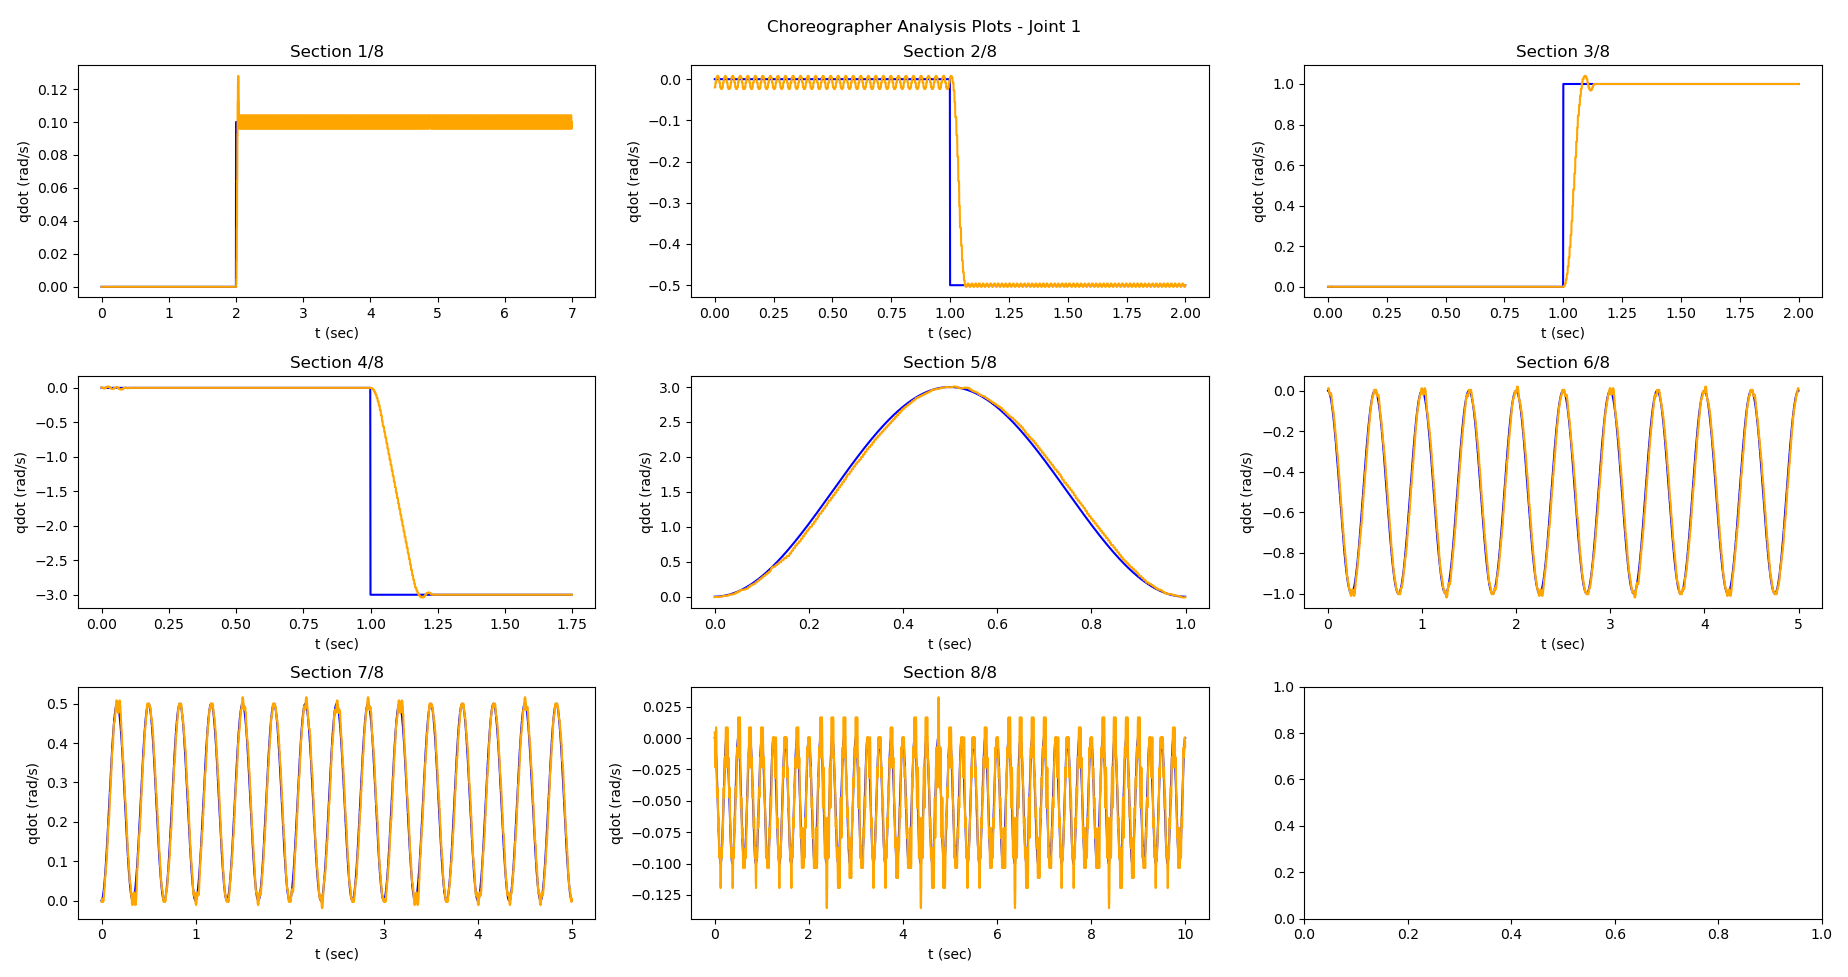 Choreographer Analysis Plots - Joint 1
Section 1/8
qdot (rad/s)
0.12
0.10
0.08
0.06
0.04
0.02
0.00
0 1 2 3 4 5 6 7
t (sec)
Section 2/8
qdot (rad/s)
0.0
−0.1
−0.2
−0.3
−0.4
−0.5
0.00 0.25 0.50 0.75 1.00 1.25 1.50 1.75 2.00
t (sec)
Section 3/8
qdot (rad/s)
1.0
0.8
0.6
0.4
0.2
0.0
0.00 0.25 0.50 0.75 1.00 1.25 1.50 1.75 2.00
t (sec)
Section 4/8
qdot (rad/s)
0.0
−0.5
−1.0
−1.5
−2.0
−2.5
−3.0
0.00 0.25 0.50 0.75 1.00 1.25 1.50 1.75
t (sec)
Section 5/8
qdot (rad/s)
3.0
2.5
2.0
1.5
1.0
0.5
0.0
0.0 0.2 0.4 0.6 0.8 1.0
t (sec)
Section 6/8
qdot (rad/s)
0.0
−0.2
−0.4
−0.6
−0.8
−1.0
0 1 2 3 4 5
t (sec)
Section 7/8
qdot (rad/s)
0.5
0.4
0.3
0.2
0.1
0.0
0 1 2 3 4 5
t (sec)
Section 8/8
qdot (rad/s)
0.025
0.000
−0.025
−0.050
−0.075
−0.100
−0.125
0 2 4 6 8 10
t (sec)
1.0
0.8
0.6
0.4
0.2
0.0
0.0 0.2 0.4 0.6 0.8 1.0